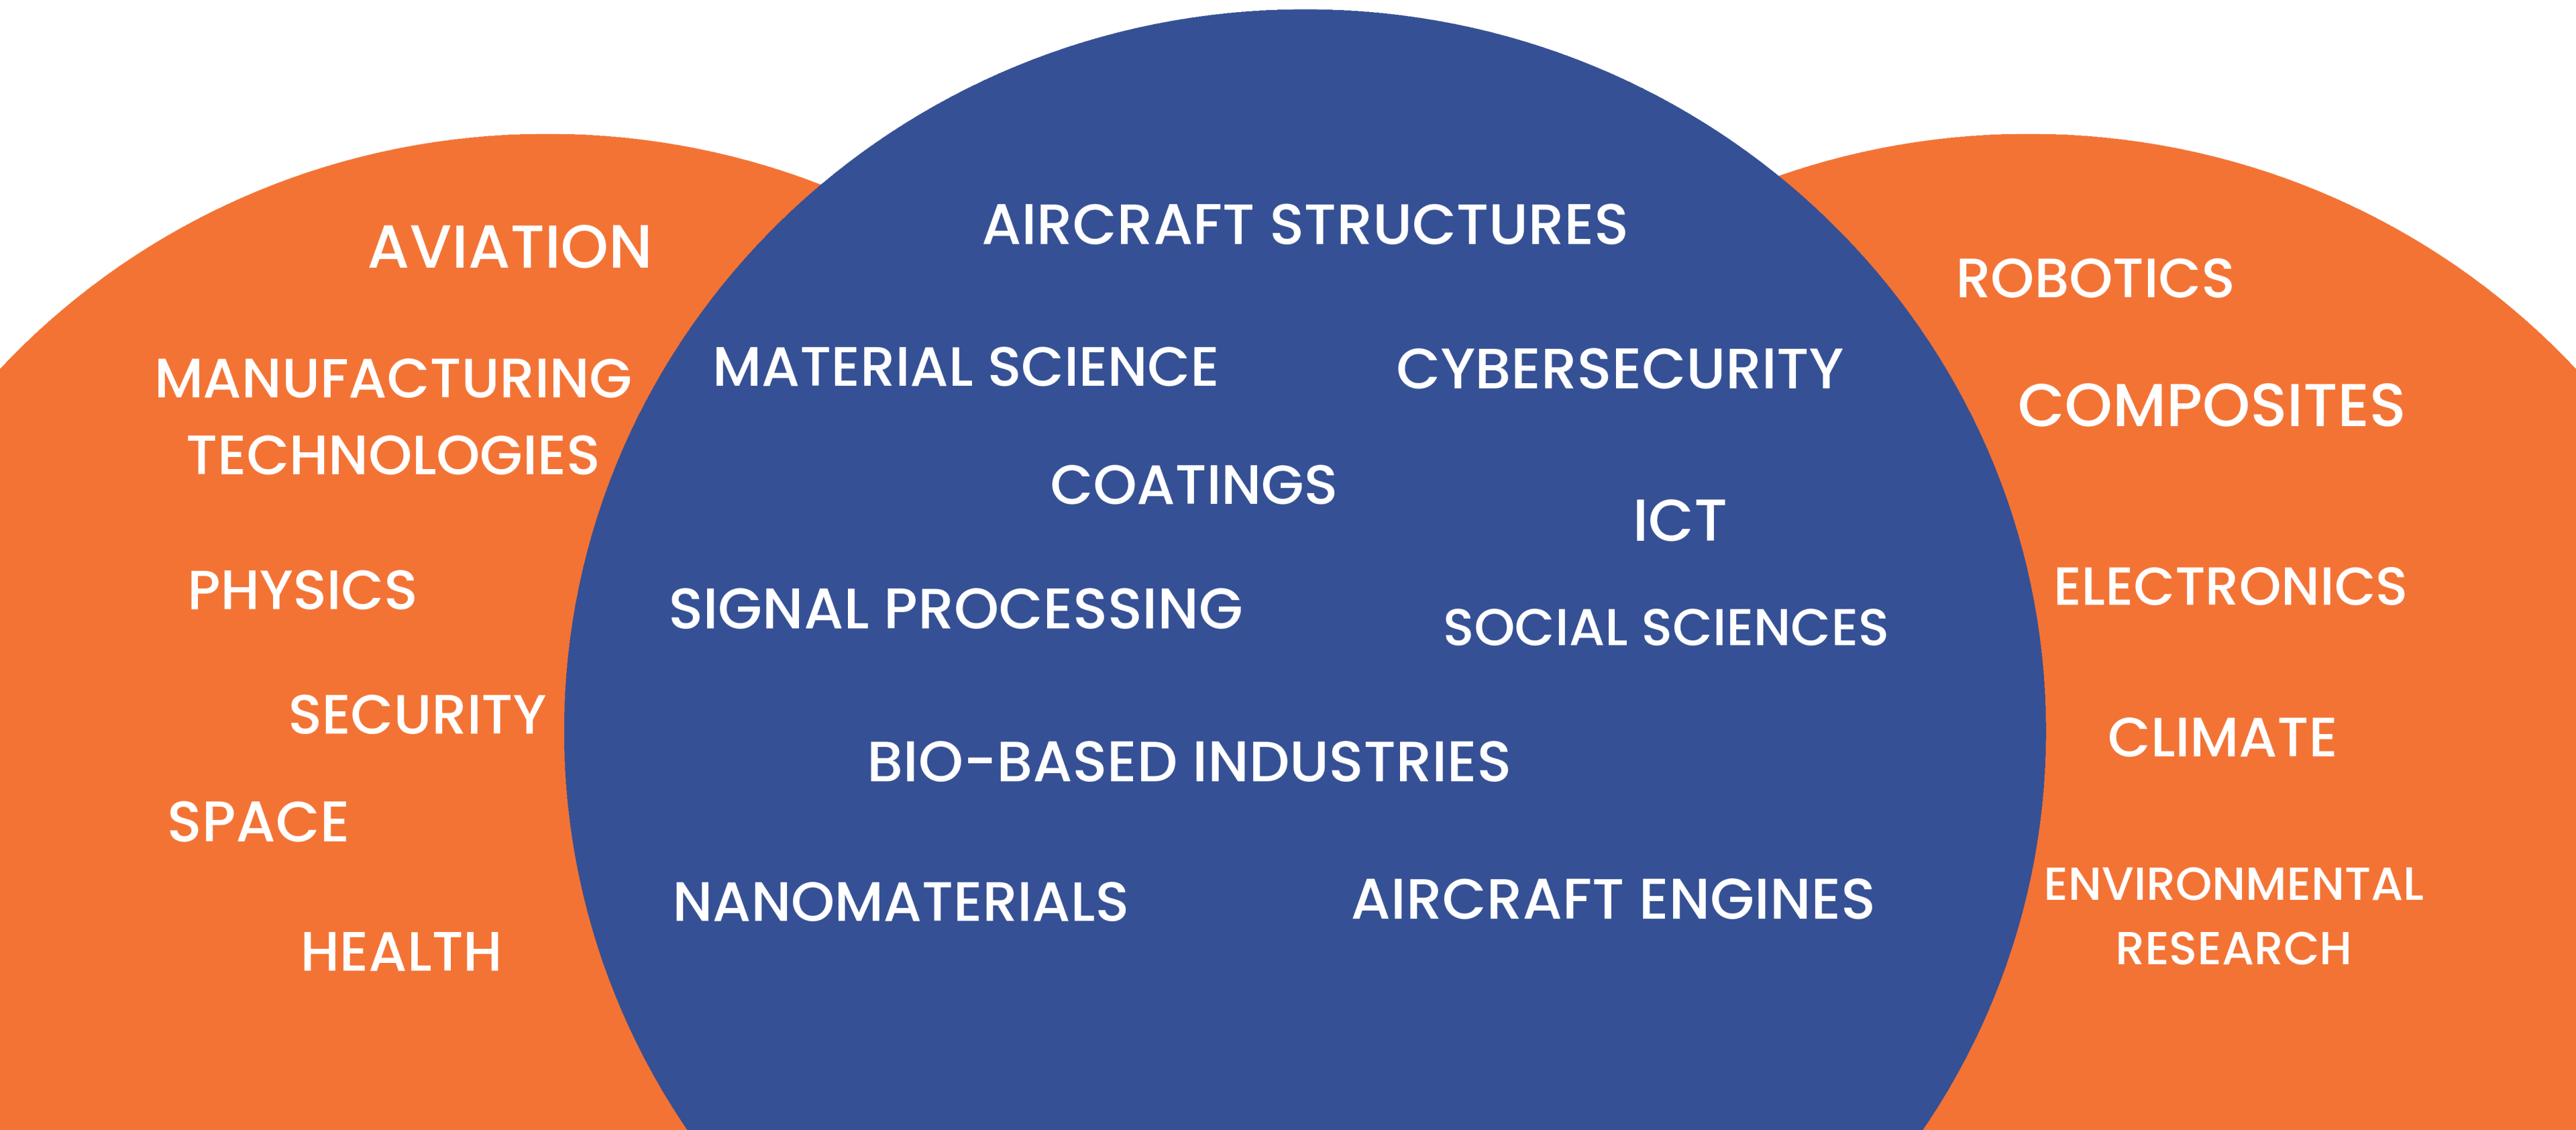 AVIATION
MANUFACTURING
TECHNOLOGIES
PHYSICS
SECURITY
SPACE
HEALTH
AIRCRAFT STRUCTURES
MATERIAL SCIENCE
CYBERSECURITY
COATINGS
ICT
SIGNAL PROCESSING
SOCIAL SCIENCES
BIO-BASED INDUSTRIES
NANOMATERIALS
AIRCRAFT ENGINES
ROBOTICS
COMPOSITES
ELECTRONICS
CLIMATE
ENVIRONMENTAL
RESEARCH